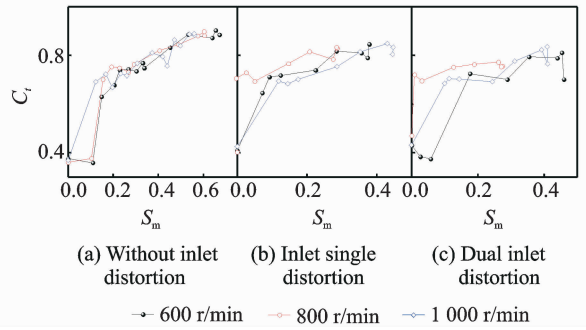 0.8
0.4
C_t
0.0 0.2 0.4 0.6 0.0 0.2 0.4 0.0 0.2 0.4
S_m S_m S_m
(a) Without inlet distortion
(b) Inlet single distortion
(c) Dual inlet distortion
600 r/min 800 r/min 1 000 r/min